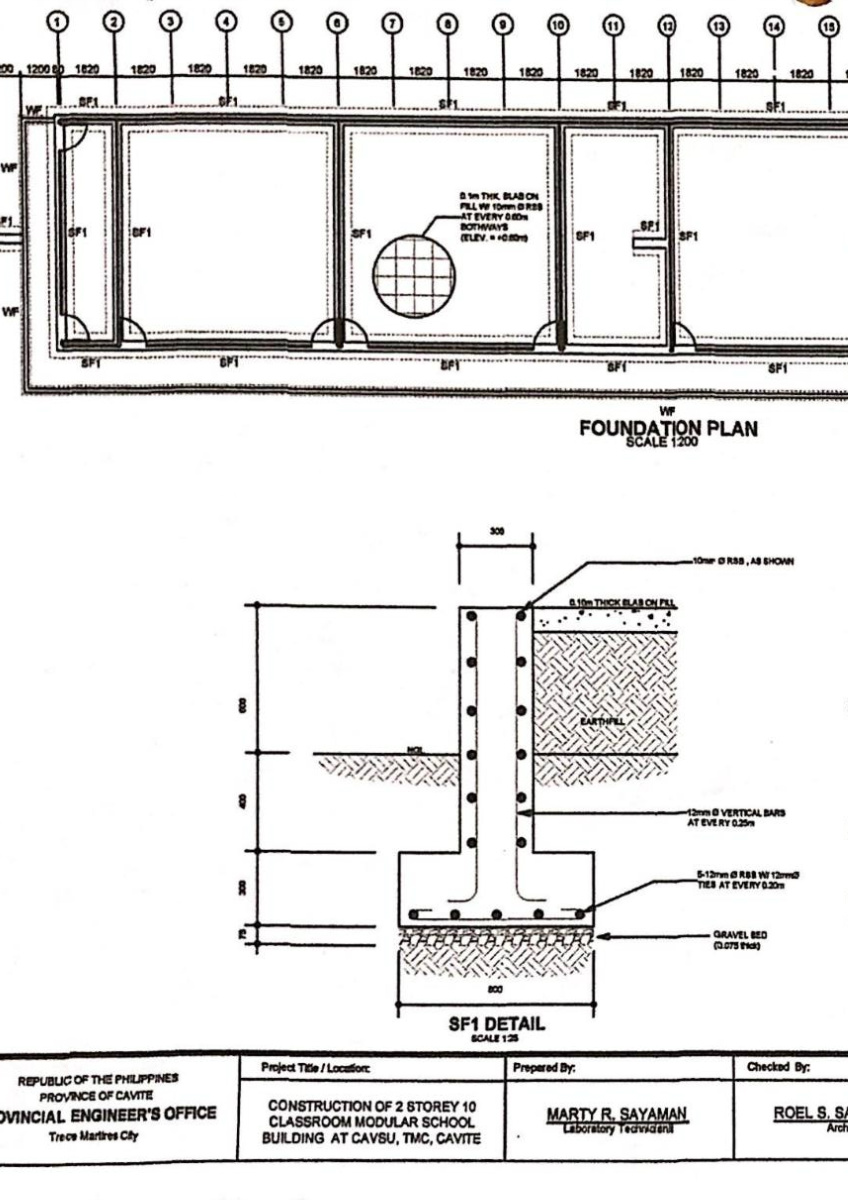 1 2 3 4 5 6 7 8 9 10 11 12 13 14 15
1200 1820 1820 1820 1820 1820 1820 1820 1820 1820 1820 1820 1820 1820 1820
WF SF1 SF1 SF1 SF1 SF1
WF
0.1m THK. SLAB ON
FILL W/ 10mm Ø RSB
AT EVERY 0.60m
BOTHWAYS
(ELEV. = +0.60m)
SF1 SF1 SF1 SF1 SF1 SF1 SF1
WF
SF1 SF1 SF1 SF1 SF1
WF
FOUNDATION PLAN
SCALE 1:200
10mm Ø RSB , AS SHOWN
0.10m THICK SLAB ON FILL
600
EARTHFILL
NGL
400
12mm Ø VERTICAL BARS
AT EVERY 0.25m
300
5-12mm Ø RSB W/ 12mmØ
TIES AT EVERY 0.20m
75
GRAVEL BED
(0.075 thick)
800
SF1 DETAIL
SCALE 1:25
REPUBLIC OF THE PHILIPPINES
PROVINCE OF CAVITE
OVINCIAL ENGINEER'S OFFICE
Trece Martires City
Project Title / Location:
CONSTRUCTION OF 2 STOREY 10
CLASSROOM MODULAR SCHOOL
BUILDING AT CAVSU, TMC, CAVITE
Prepared By:
MARTY R. SAYAMAN
Laboratory Technician II
Checked By:
ROEL S. SA
Arch